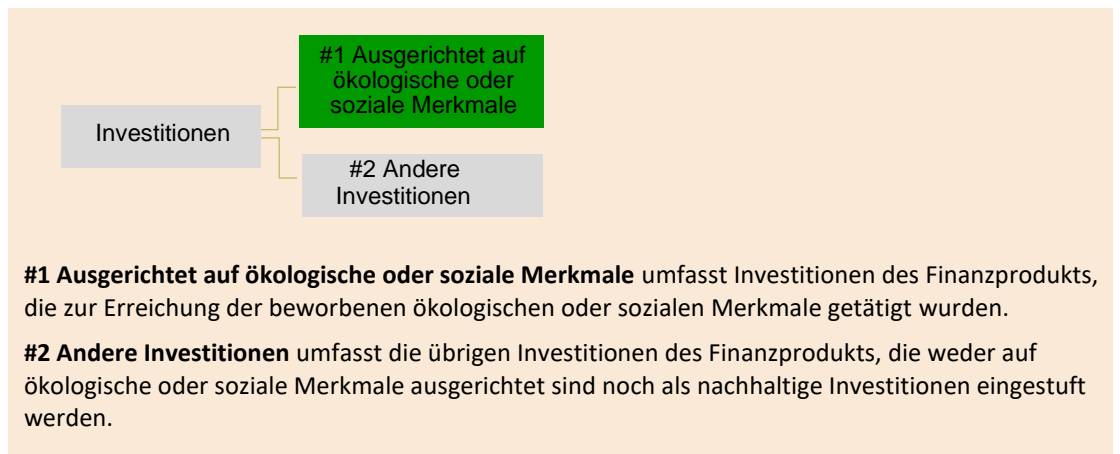 #1 Ausgerichtet auf
ökologische oder
soziale Merkmale
Investitionen
#2 Andere
Investitionen
#1 Ausgerichtet auf ökologische oder soziale Merkmale umfasst Investitionen des Finanzprodukts,
die zur Erreichung der beworbenen ökologischen oder sozialen Merkmale getätigt wurden.
#2 Andere Investitionen umfasst die übrigen Investitionen des Finanzprodukts, die weder auf
ökologische oder soziale Merkmale ausgerichtet sind noch als nachhaltige Investitionen eingestuft
werden.